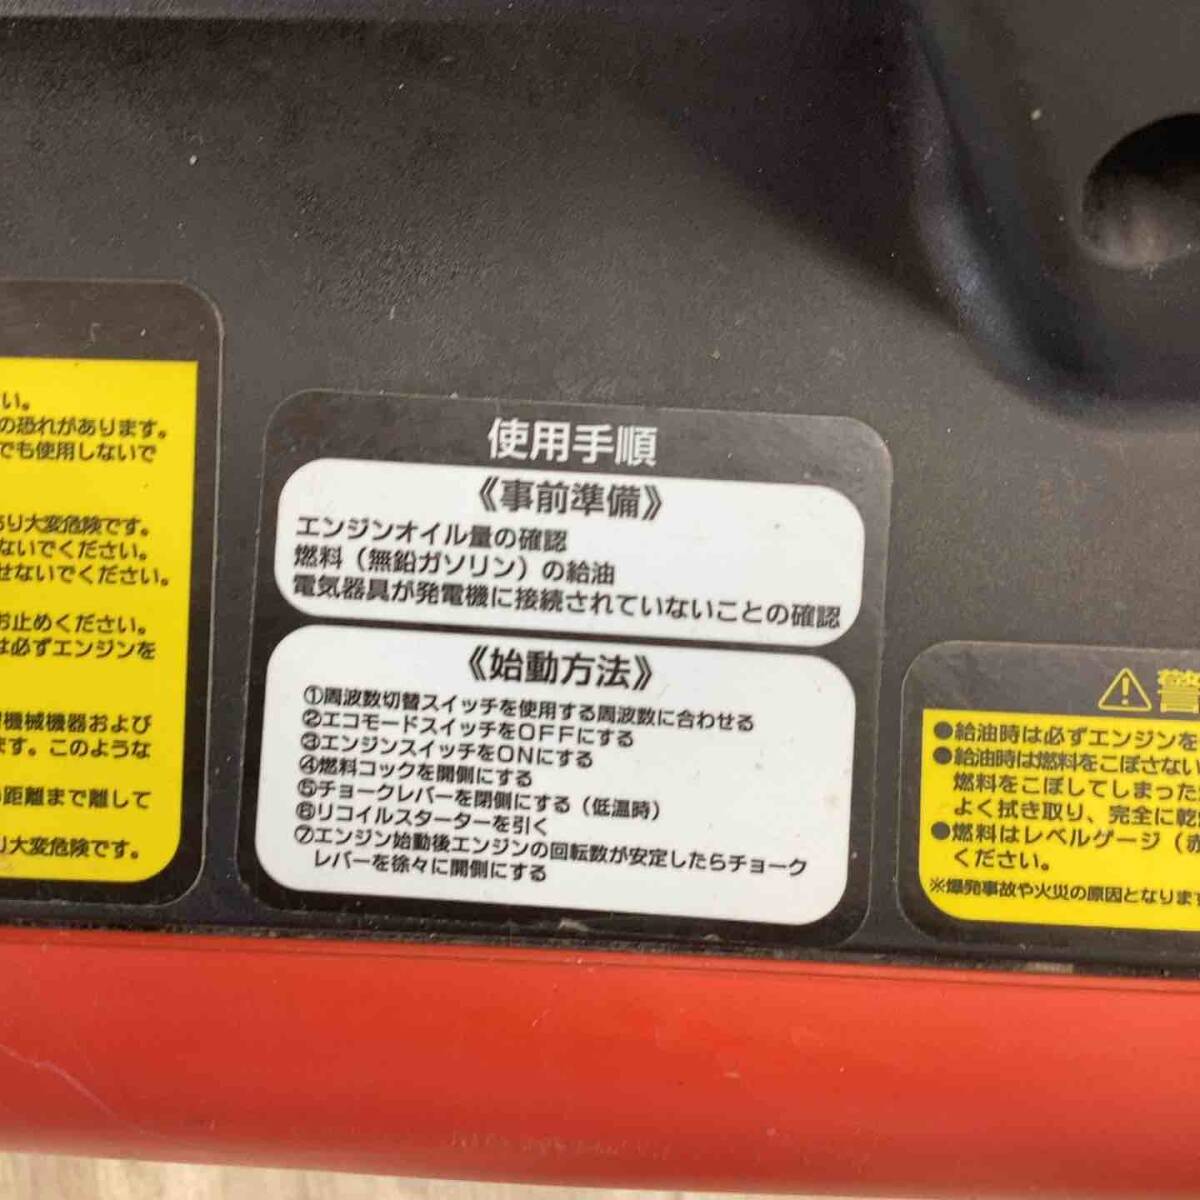 い。
の恐れがあります。
でも使用しないで
あり大変危険です。
ないでください。
せないでください。
お止めください。
は必ずエンジンを
機械機器および
ます。このような
距離まで離して
り大変危険です。
使用手順
《事前準備》
エンジンオイル量の確認
燃料（無鉛ガソリン）の給油
電気器具が発電機に接続されていないことの確認
《始動方法》
①周波数切替スイッチを使用する周波数に合わせる
②エコモードスイッチをOFFにする
③エンジンスイッチをONにする
④燃料コックを開側にする
⑤チョークレバーを閉側にする（低温時）
⑥リコイルスターターを引く
⑦エンジン始動後エンジンの回転数が安定したらチョーク
レバーを徐々に開側にする
警
●給油時は必ずエンジンを
●給油時は燃料をこぼさない
燃料をこぼしてしまった
よく拭き取り、完全に乾
●燃料はレベルゲージ（赤
ください。
※爆発事故や火災の原因となります